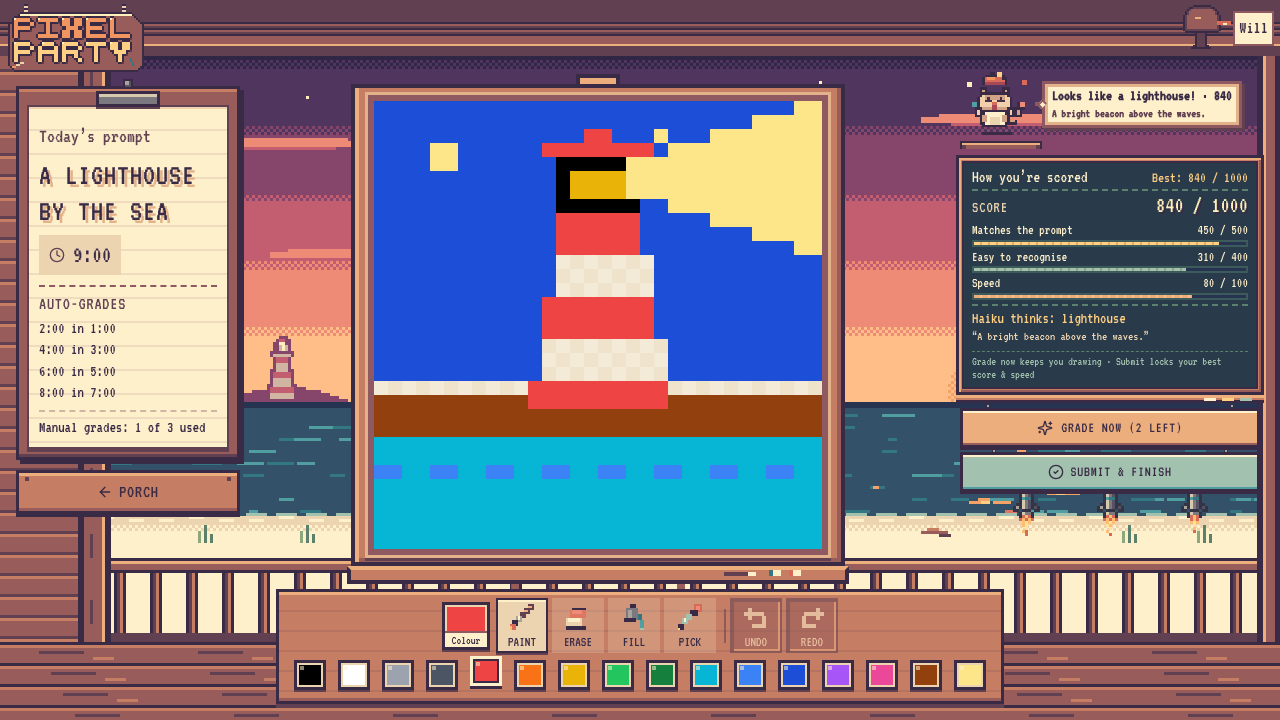 PIXEL
PARTY
Will
Today's prompt
A LIGHTHOUSE
BY THE SEA
9:00
AUTO-GRADES
2:00 in 1:00
4:00 in 3:00
6:00 in 5:00
8:00 in 7:00
Manual grades: 1 of 3 used
← PORCH
Looks like a lighthouse! · 840
A bright beacon above the waves.
How you're scored
Best: 840 / 1000
SCORE
840 / 1000
Matches the prompt
450 / 500
Easy to recognise
310 / 400
Speed
80 / 100
Haiku thinks: lighthouse
“A bright beacon above the waves.”
Grade now keeps you drawing · Submit locks your best
score & speed
GRADE NOW (2 LEFT)
SUBMIT & FINISH
Colour
PAINT
ERASE
FILL
PICK
UNDO
REDO